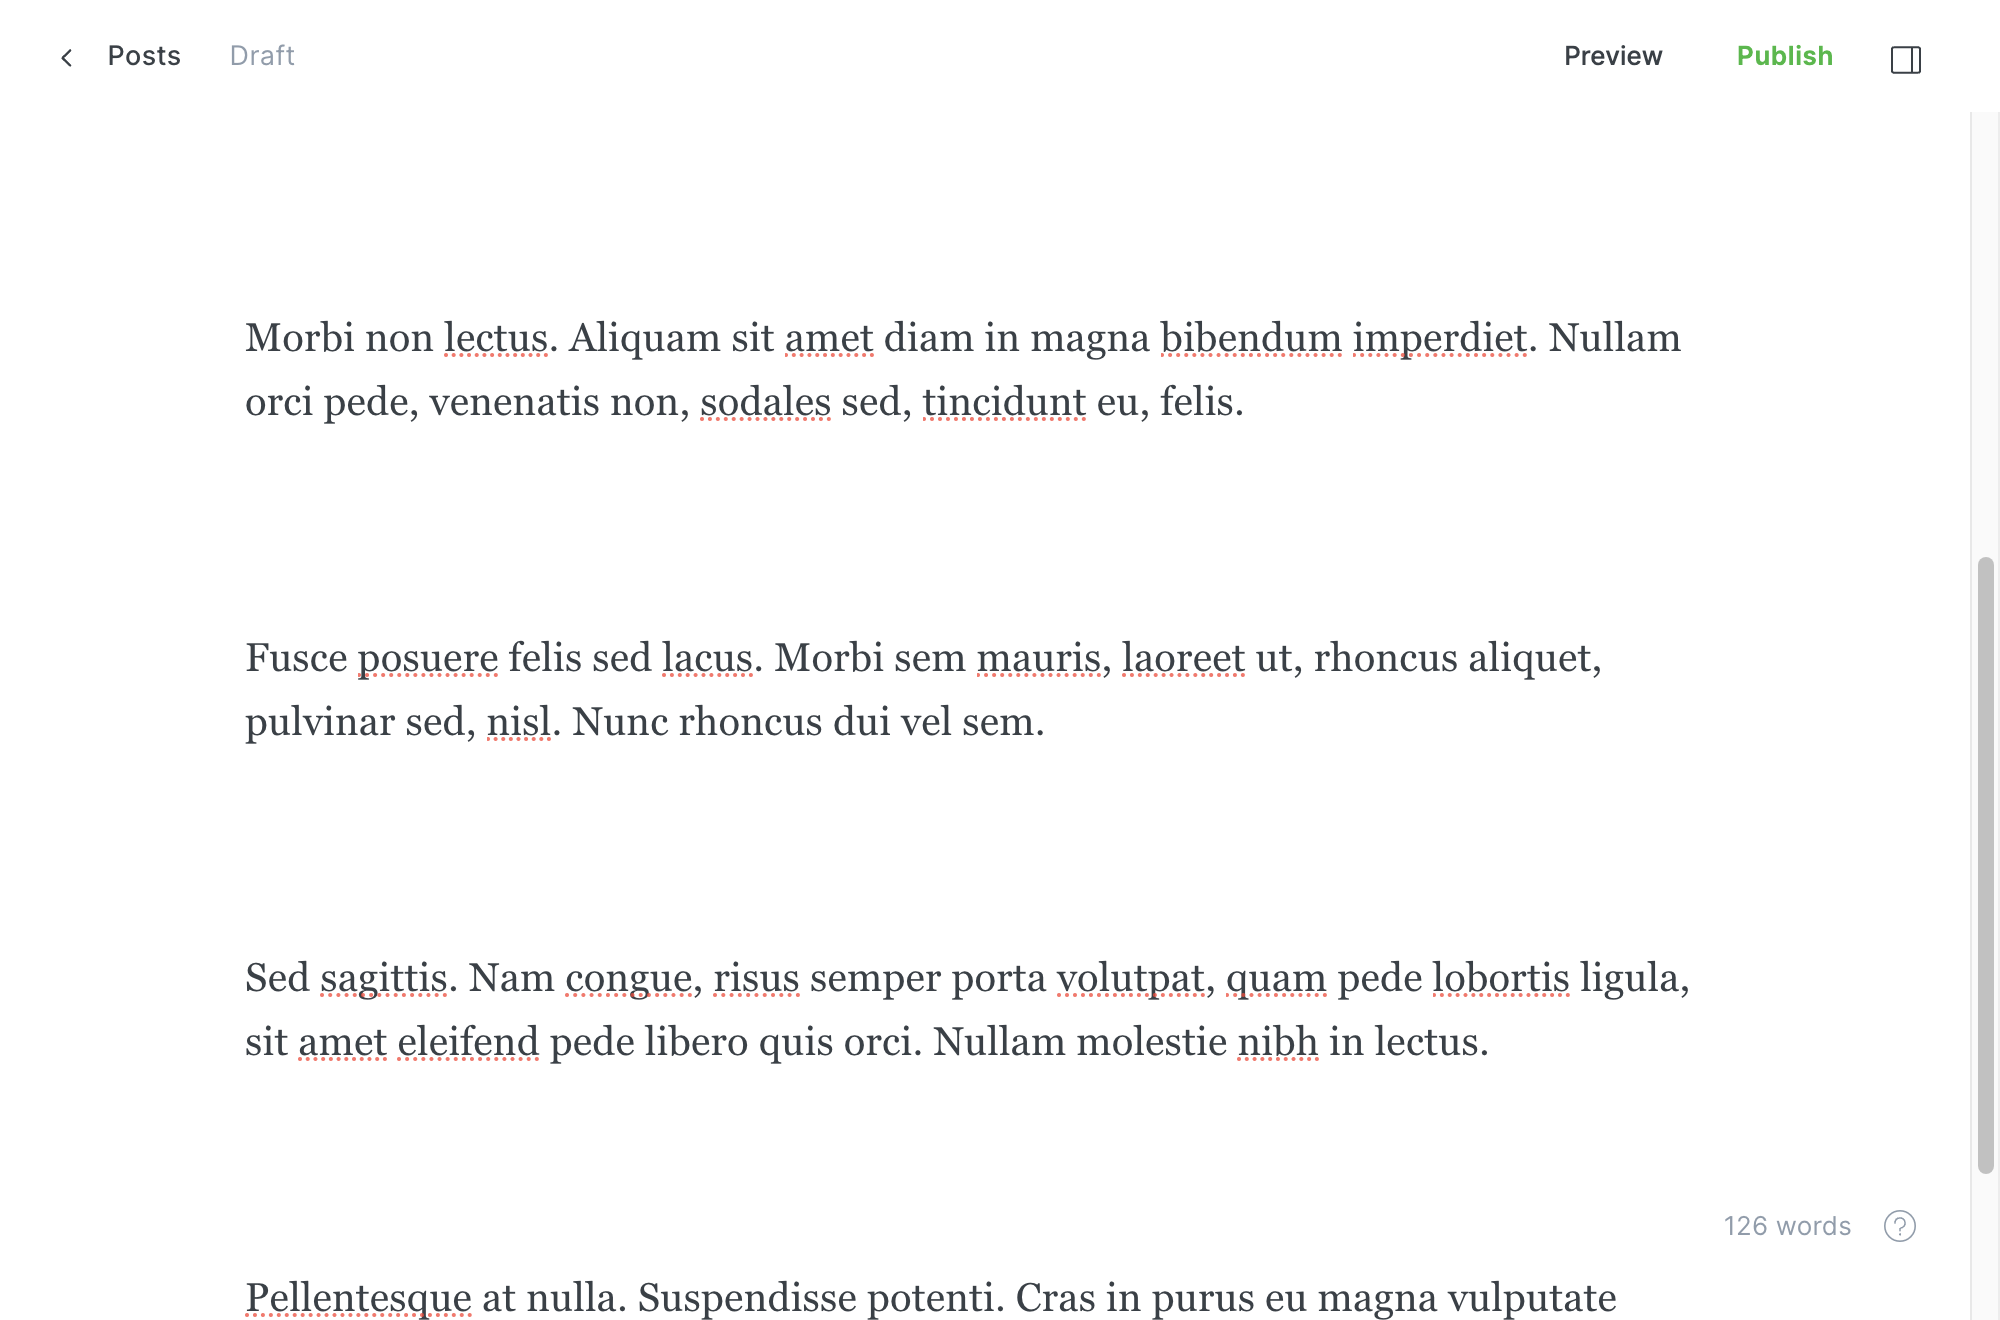 Posts Draft Preview Publish
Morbi non lectus. Aliquam sit amet diam in magna bibendum imperdiet. Nullam
orci pede, venenatis non, sodales sed, tincidunt eu, felis.
Fusce posuere felis sed lacus. Morbi sem mauris, laoreet ut, rhoncus aliquet,
pulvinar sed, nisl. Nunc rhoncus dui vel sem.
Sed sagittis. Nam congue, risus semper porta volutpat, quam pede lobortis ligula,
sit amet eleifend pede libero quis orci. Nullam molestie nibh in lectus.
126 words ?
Pellentesque at nulla. Suspendisse potenti. Cras in purus eu magna vulputate